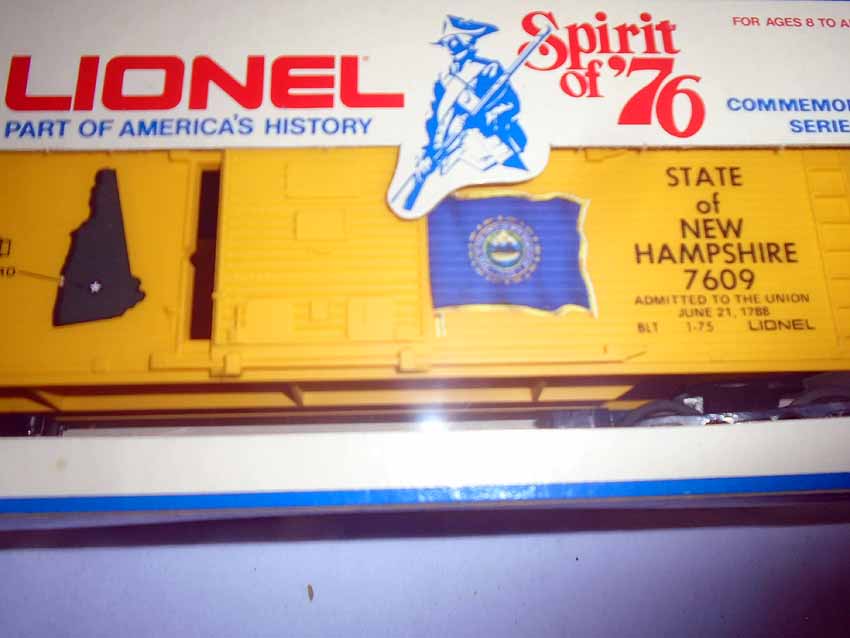 FOR AGES 8 TO
Spirit
of '76
LIONEL
PART OF AMERICA'S HISTORY
SERIE
STATE
of
NEW
HAMPSHIRE
7609
ADMITTED TO THE UNION
JUNE 21, 1788
BLT 1-75 LIONEL